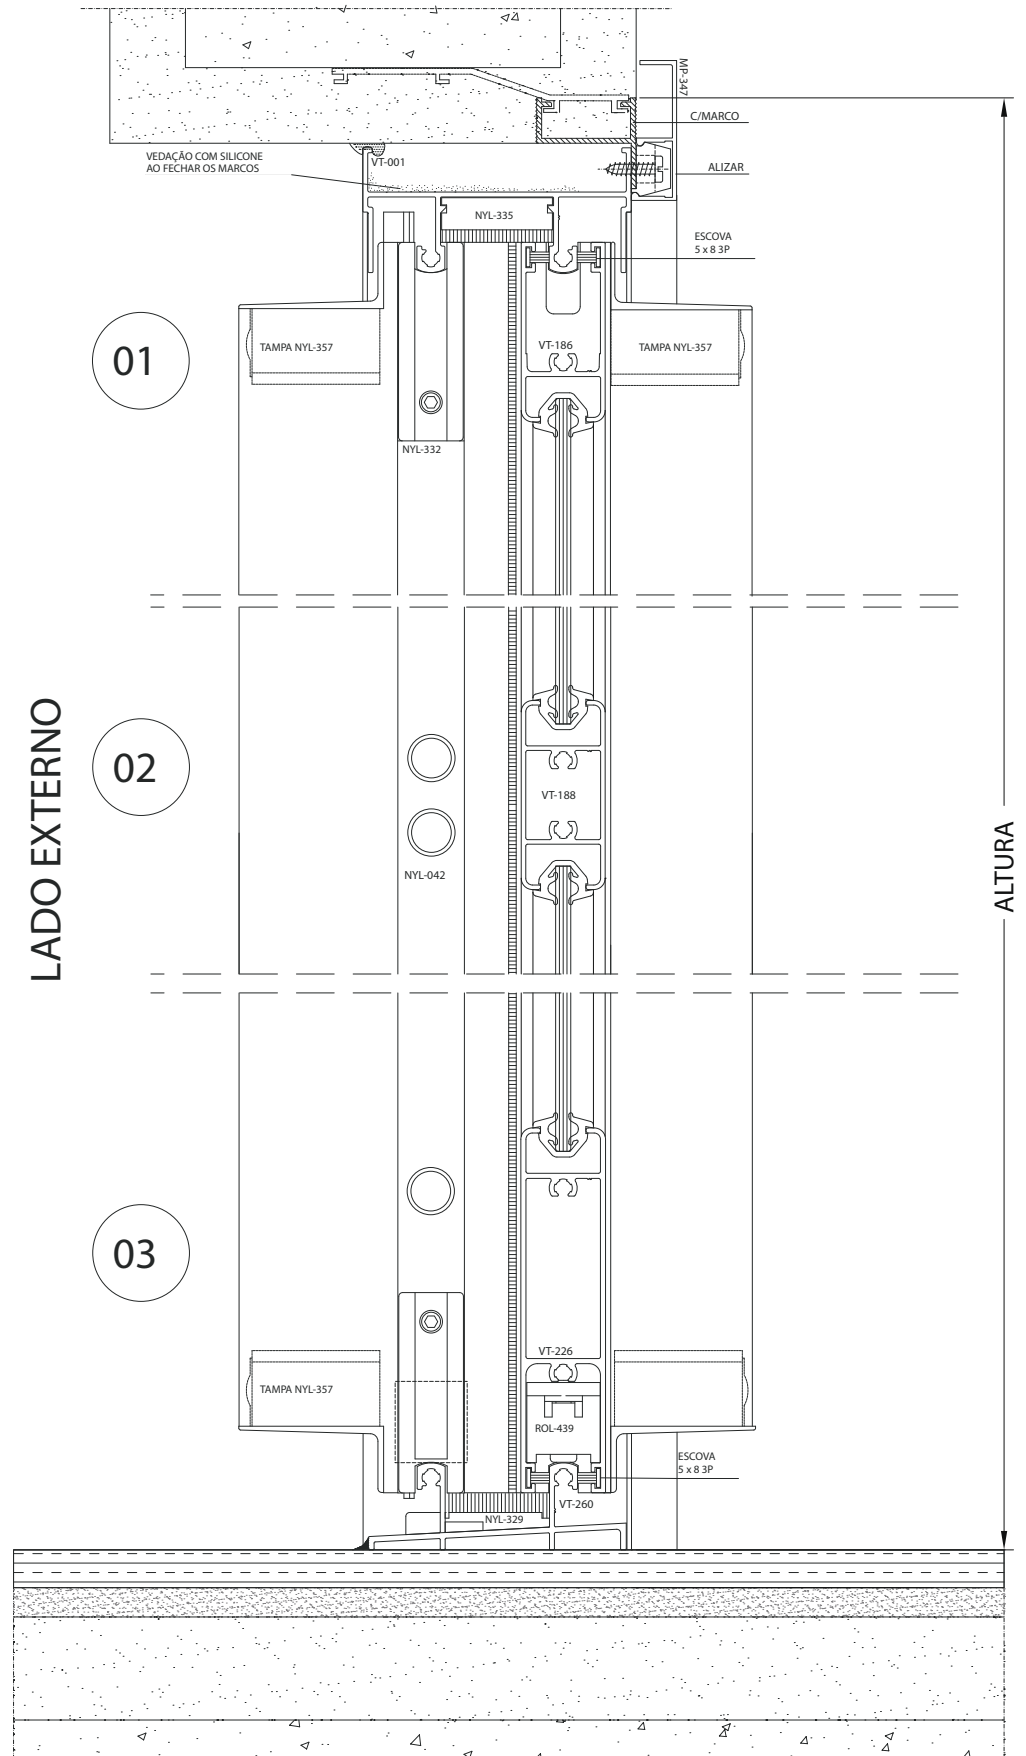 MP-347
C/MARCO
VEDAÇÃO COM SILICONE
AO FECHAR OS MARCOS
VT-001
ALIZAR
NYL-335
ESCOVA
5 x 8 3P
01
TAMPA NYL-357
VT-186
TAMPA NYL-357
NYL-332
LADO EXTERNO
02
VT-188
NYL-042
ALTURA
03
VT-226
TAMPA NYL-357
ROL-439
ESCOVA
5 x 8 3P
VT-260
NYL-329